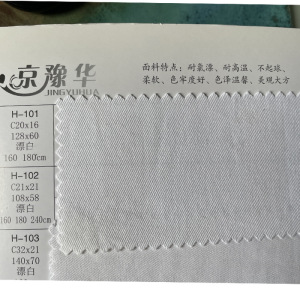 京豫华
JINGYUHUA
面料特点：耐氯漂、耐高温、不起球、
柔软、色牢度好、色泽温馨、美观大方
H-101
C20x16
128x60
漂白
160 180cm
H-102
C21x21
108x58
漂白
160 180 240cm
H-103
C32x21
140x70